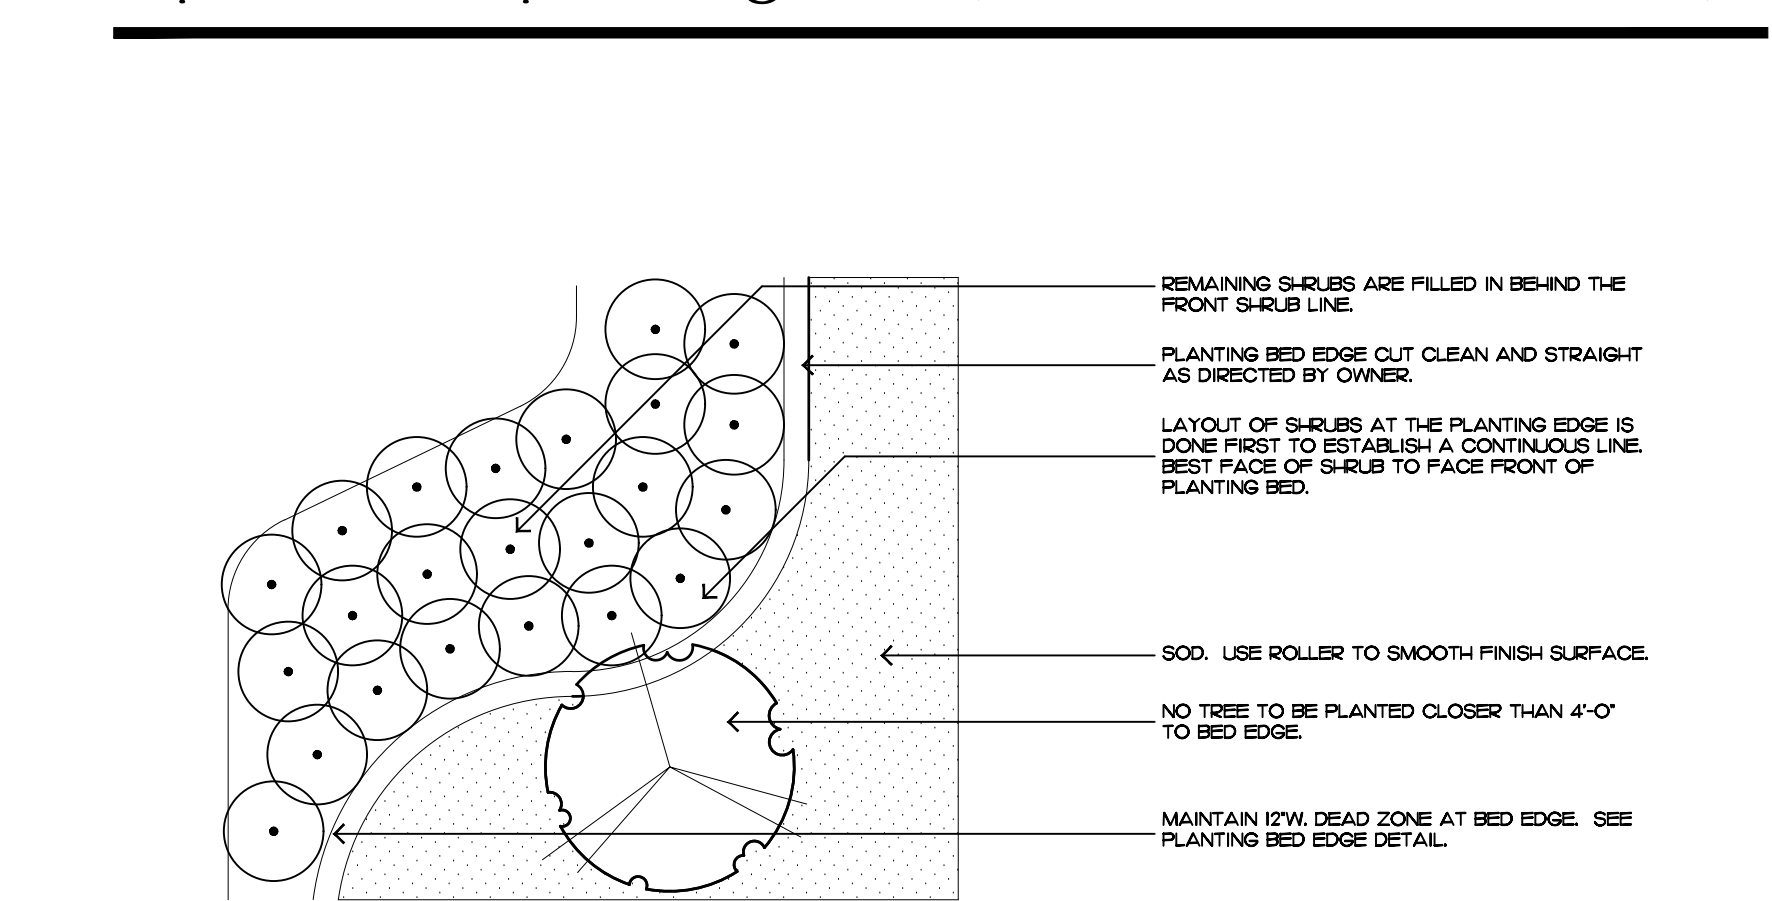 REMAINING SHRUBS ARE FILLED IN BEHIND THE
FRONT SHRUB LINE.
PLANTING BED EDGE CUT CLEAN AND STRAIGHT
AS DIRECTED BY OWNER.
LAYOUT OF SHRUBS AT THE PLANTING EDGE IS
DONE FIRST TO ESTABLISH A CONTINUOUS LINE.
BEST FACE OF SHRUB TO FACE FRONT OF
PLANTING BED.
SOD. USE ROLLER TO SMOOTH FINISH SURFACE.
NO TREE TO BE PLANTED CLOSER THAN 4'-0"
TO BED EDGE.
MAINTAIN 12"W. DEAD ZONE AT BED EDGE. SEE
PLANTING BED EDGE DETAIL.